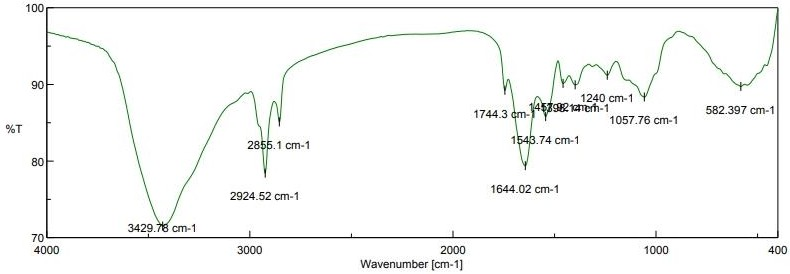 100
90
%T
80
70
4000
3000
2000
1000
400
Wavenumber [cm-1]
3429.78 cm-1
2924.52 cm-1
2855.1 cm-1
1744.3 cm-1
1644.02 cm-1
1543.74 cm-1
1240 cm-1
1057.76 cm-1
582.397 cm-1